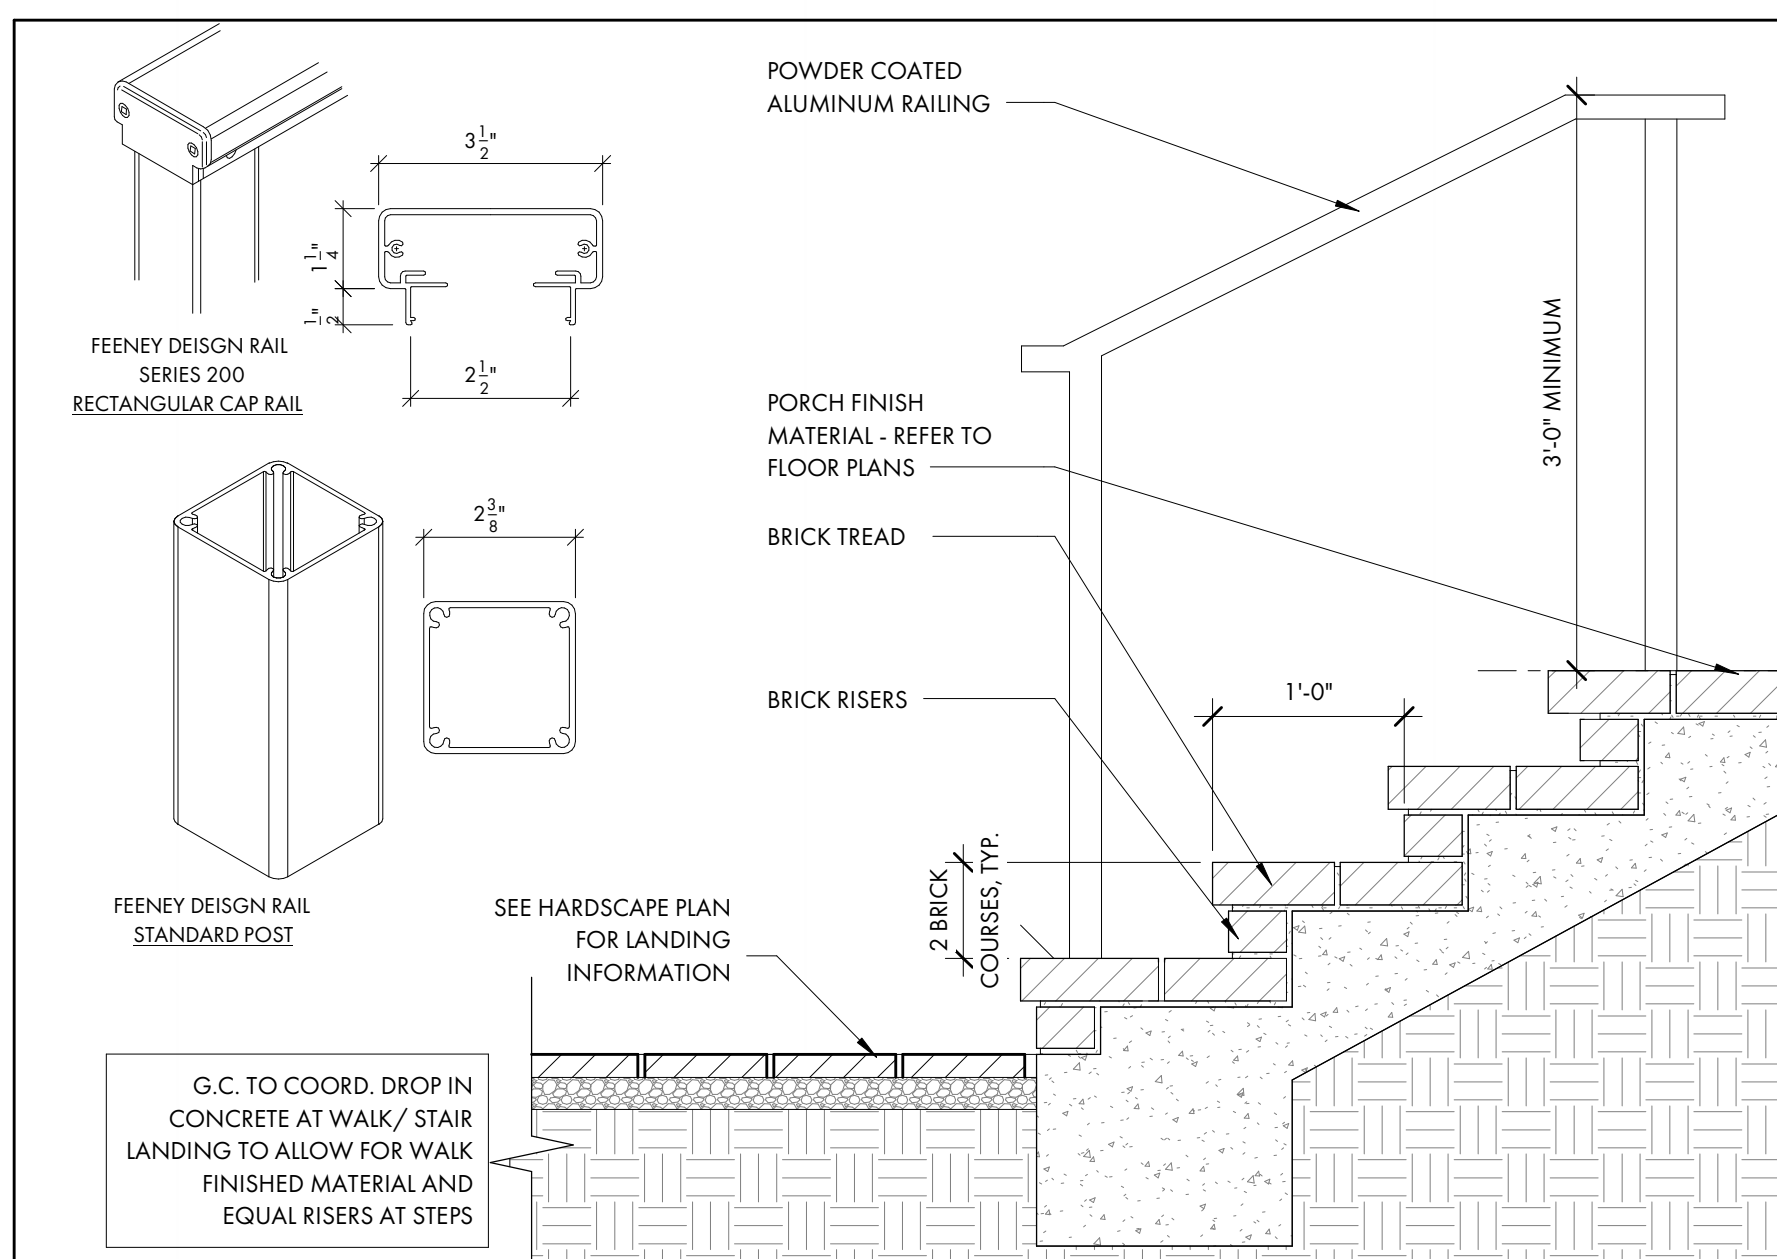 3 1/2"
1 1/4"
1/2"
2 1/2"
FEENEY DEISGN RAIL
SERIES 200
RECTANGULAR CAP RAIL
2 3/8"
FEENEY DEISGN RAIL
STANDARD POST
POWDER COATED
ALUMINUM RAILING
3'-0" MINIMUM
PORCH FINISH
MATERIAL - REFER TO
FLOOR PLANS
BRICK TREAD
BRICK RISERS
1'-0"
2 BRICK
COURSES, TYP.
SEE HARDSCAPE PLAN
FOR LANDING
INFORMATION
G.C. TO COORD. DROP IN
CONCRETE AT WALK/ STAIR
LANDING TO ALLOW FOR WALK
FINISHED MATERIAL AND
EQUAL RISERS AT STEPS